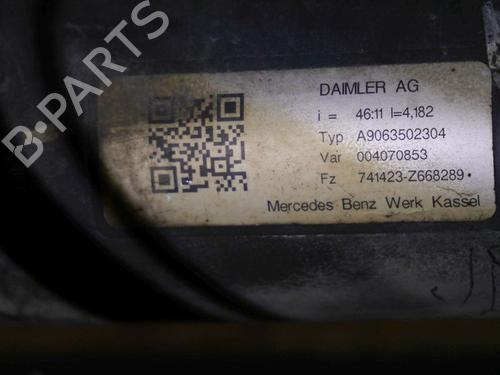 DAIMLER AG
i = 46:11 I=4,182
Typ A9063502304
Var 004070853
Fz 741423-Z668289
Mercedes Benz Werk Kassel
B PARTS